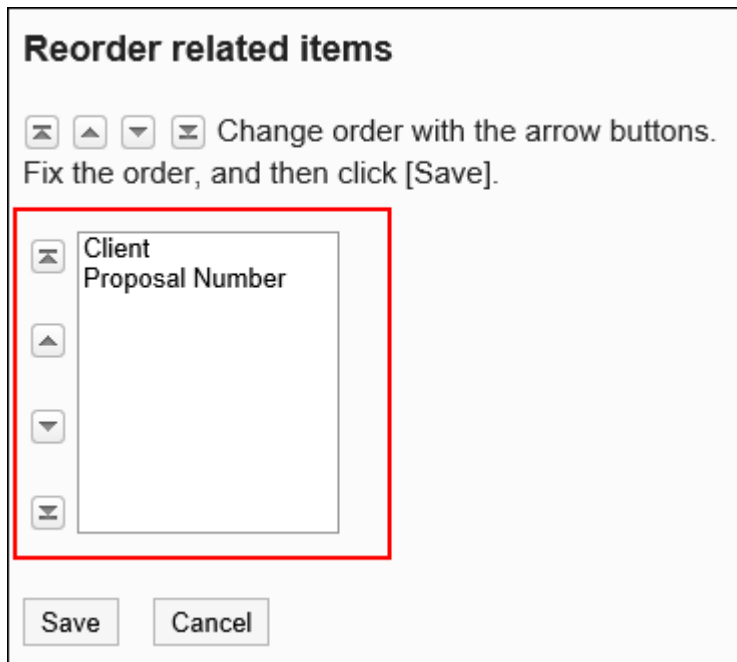 Reorder related items
Change order with the arrow buttons.
Fix the order, and then click [Save].
Client
Proposal Number
Save
Cancel